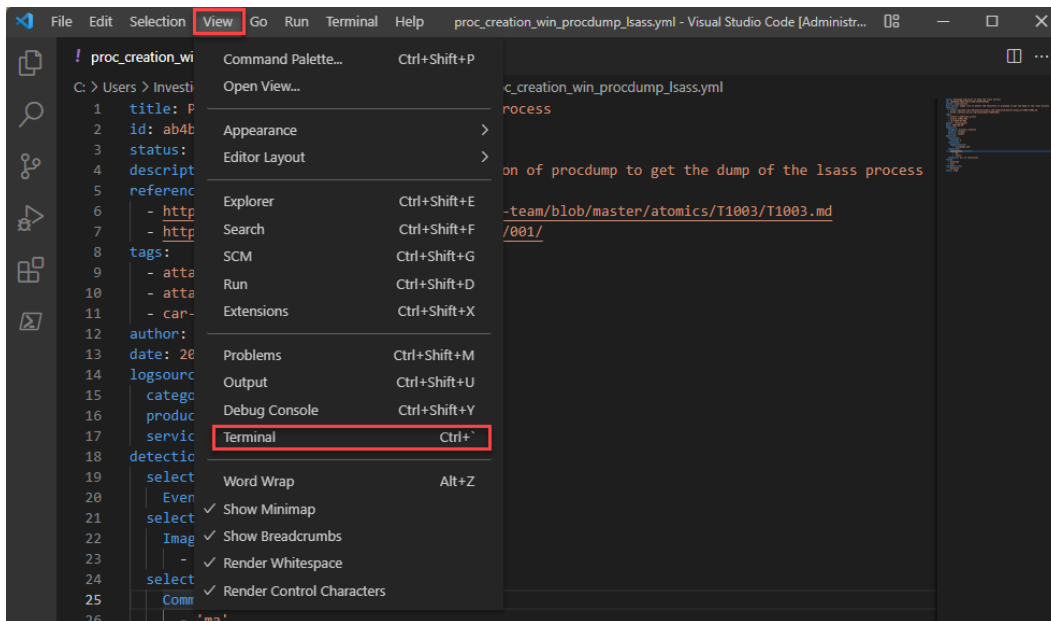 File Edit Selection View Go Run Terminal Help proc_creation_win_procdump_lsass.yml - Visual Studio Code [Administr...
! proc_creation_wi
C: > Users > Investi
c_creation_win_procdump_lsass.yml
Command Palette... Ctrl+Shift+P
Open View...
Appearance >
Editor Layout >
Explorer Ctrl+Shift+E
Search Ctrl+Shift+F
SCM Ctrl+Shift+G
Run Ctrl+Shift+D
Extensions Ctrl+Shift+X
Problems Ctrl+Shift+M
Output Ctrl+Shift+U
Debug Console Ctrl+Shift+Y
Terminal Ctrl+`
Word Wrap Alt+Z
✓ Show Minimap
✓ Show Breadcrumbs
✓ Render Whitespace
✓ Render Control Characters
1 title: P rocess
2 id: ab4b
3 status:
4 descript on of procdump to get the dump of the lsass process
5 referenc
6 - http -team/blob/master/atomics/T1003/T1003.md
7 - http /001/
8 tags:
9 - atta
10 - atta
11 - car-
12 author:
13 date: 20
14 logsourc
15 catego
16 produc
17 servic
18 detectio
19 select
20 Even
21 select
22 Imag
23 -
24 select
25 Comm
26 - 'ma'